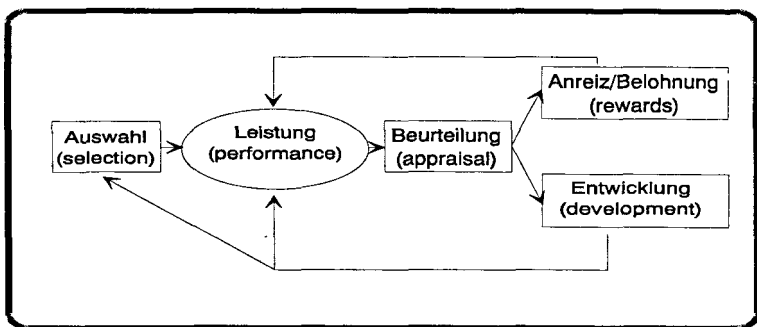 Auswahl
(selection)
Leistung
(performance)
Beurteilung
(appraisal)
Anreiz/Belohnung
(rewards)
Entwicklung
(development)